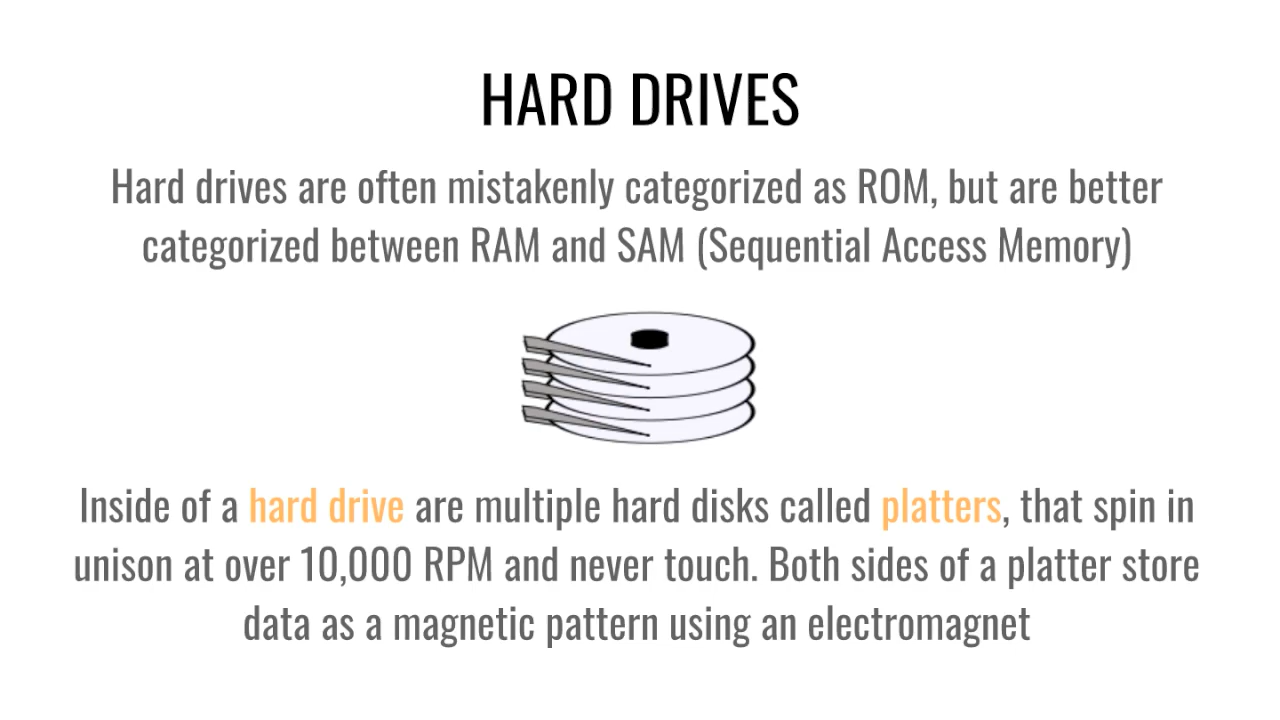 HARD DRIVES
Hard drives are often mistakenly categorized as ROM, but are better
categorized between RAM and SAM (Sequential Access Memory)
Inside of a hard drive are multiple hard disks called platters, that spin in
unison at over 10,000 RPM and never touch. Both sides of a platter store
data as a magnetic pattern using an electromagnet